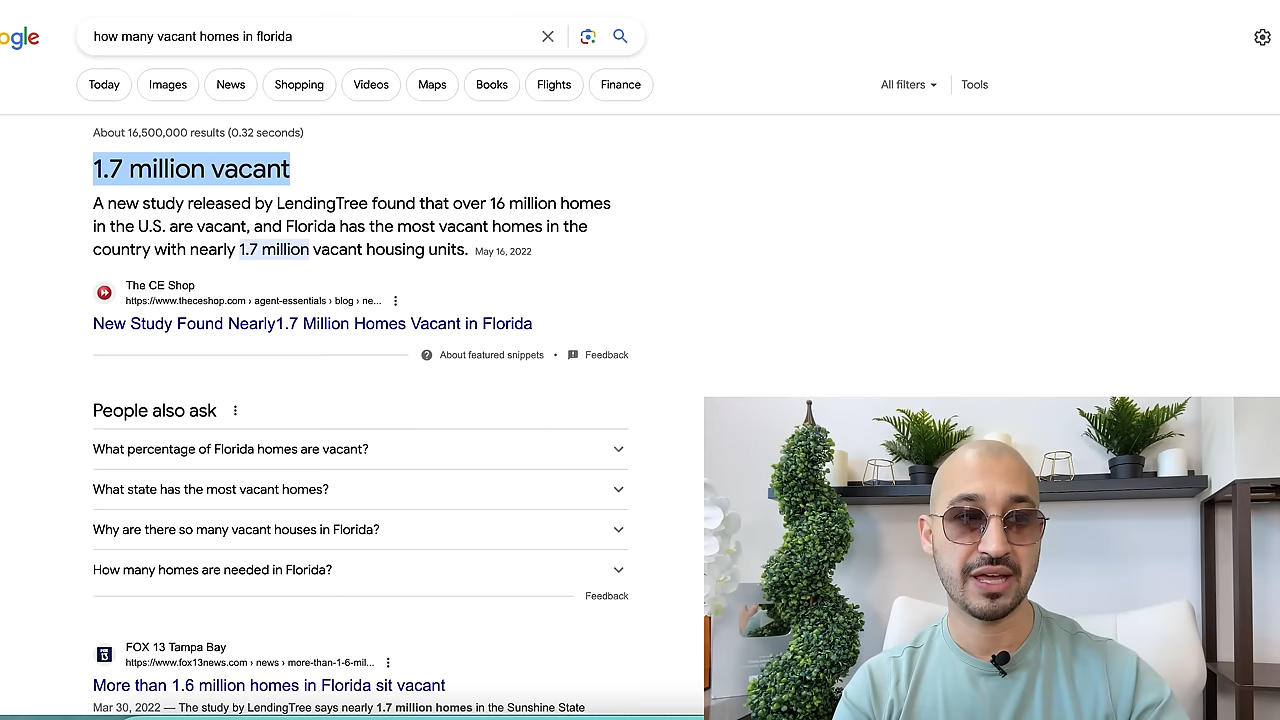 ogle
how many vacant homes in florida
Today Images News Shopping Videos Maps Books Flights Finance All filters Tools
About 16,500,000 results (0.32 seconds)
1.7 million vacant
A new study released by LendingTree found that over 16 million homes
in the U.S. are vacant, and Florida has the most vacant homes in the
country with nearly 1.7 million vacant housing units. May 16, 2022
The CE Shop
https://www.theceshop.com › agent-essentials › blog › ne...
New Study Found Nearly1.7 Million Homes Vacant in Florida
About featured snippets • Feedback
People also ask
What percentage of Florida homes are vacant?
What state has the most vacant homes?
Why are there so many vacant houses in Florida?
How many homes are needed in Florida?
Feedback
FOX 13 Tampa Bay
https://www.fox13news.com › news › more-than-1-6-mil...
More than 1.6 million homes in Florida sit vacant
Mar 30, 2022 — The study by LendingTree says nearly 1.7 million homes in the Sunshine State